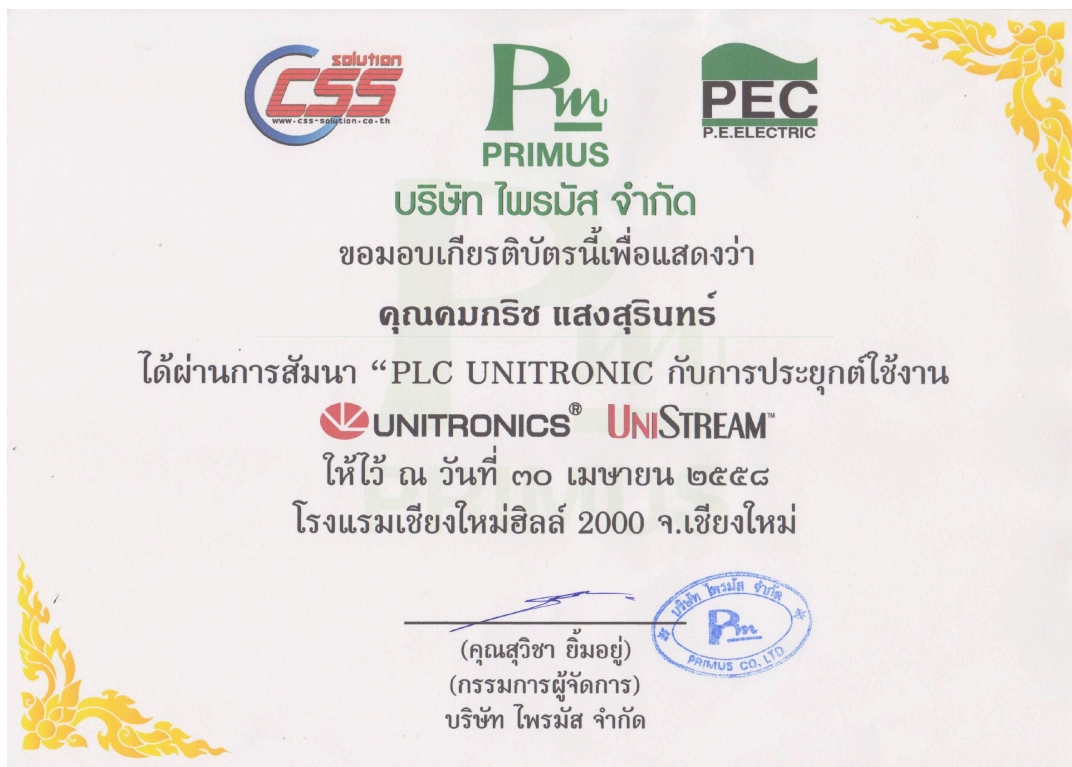 solution
CSS
www.css-solution.co.th
Pm
PRIMUS
PEC
P.E.ELECTRIC
บริษัท ไพรมัส จำกัด
ขอมอบเกียรติบัตรนี้เพื่อแสดงว่า
คุณคมกริช แสงสุรินทร์
ได้ผ่านการสัมนา “PLC UNITRONIC กับการประยุกต์ใช้งาน
UNITRONICS® UNISTREAM™
ให้ไว้ ณ วันที่ ๓๐ เมษายน ๒๕๕๘
โรงแรมเชียงใหม่ฮิลล์ 2000 จ.เชียงใหม่
บริษัท ไพรมัส จำกัด
Pm
PRIMUS CO., LTD.
(คุณสุวิชา ยิ้มอยู่)
(กรรมการผู้จัดการ)
บริษัท ไพรมัส จำกัด